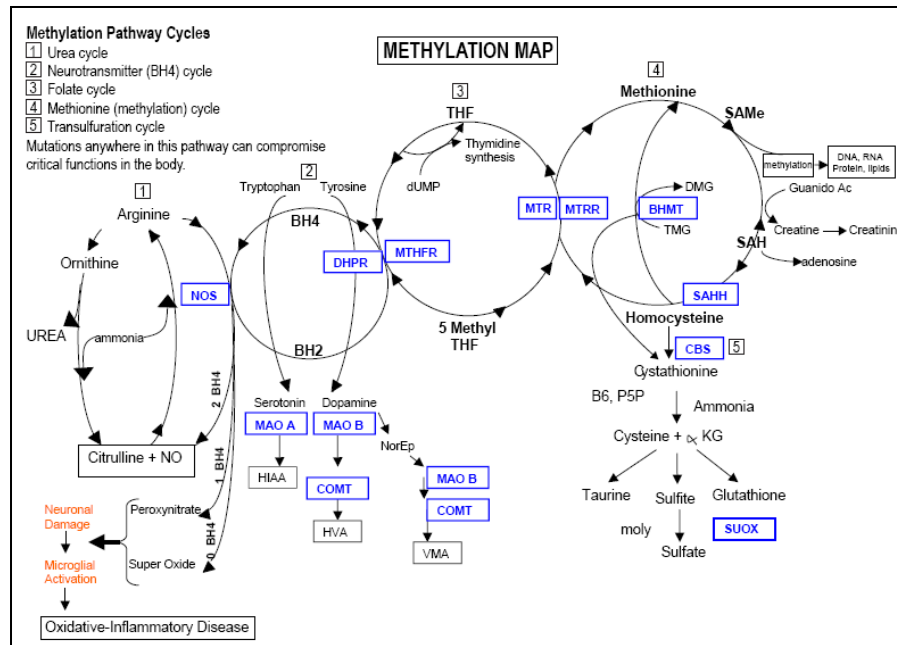 Methylation Pathway Cycles
1 Urea cycle
2 Neurotransmitter (BH4) cycle
3 Folate cycle
4 Methionine (methylation) cycle
5 Transulfuration cycle
Mutations anywhere in this pathway can compromise
critical functions in the body.
METHYLATION MAP
1
Arginine
Ornithine
UREA
ammonia
Citrulline + NO
NOS
2
Tryptophan
Tyrosine
BH4
BH2
DHPR
MTHFR
2 BH4
1 BH4
0 BH4
Peroxynitrate
Super Oxide
Neuronal
Damage
Microglial
Activation
Oxidative-Inflammatory Disease
Serotonin
MAO A
HIAA
Dopamine
MAO B
COMT
HVA
NorEp
MAO B
COMT
VMA
3
THF
Thymidine
synthesis
dUMP
5 Methyl
THF
MTR
MTRR
4
Methionine
SAMe
methylation
DNA, RNA
Protein, lipids
Guanido Ac
Creatine
Creatinin
SAH
adenosine
DMG
BHMT
TMG
SAHH
Homocysteine
CBS
5
Cystathionine
B6, P5P
Ammonia
Cysteine + α KG
Taurine
Sulfite
Glutathione
moly
SUOX
Sulfate